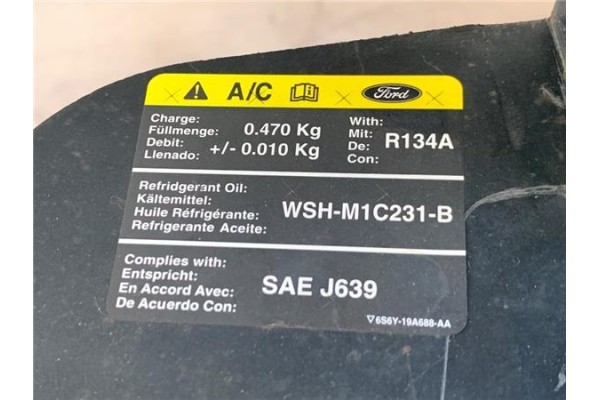 A/C Ford
Charge: With:
Füllmenge: 0.470 Kg Mit: R134A
Debit: +/- 0.010 Kg De:
Llenado: Con:
Refridgerant Oil:
Kältemittel: WSH-M1C231-B
Huile Réfrigérante:
Refrigerante Aceite:
Complies with:
Entspricht: SAE J639
En Accord Avec:
De Acuerdo Con:
6S6Y-19A688-AA